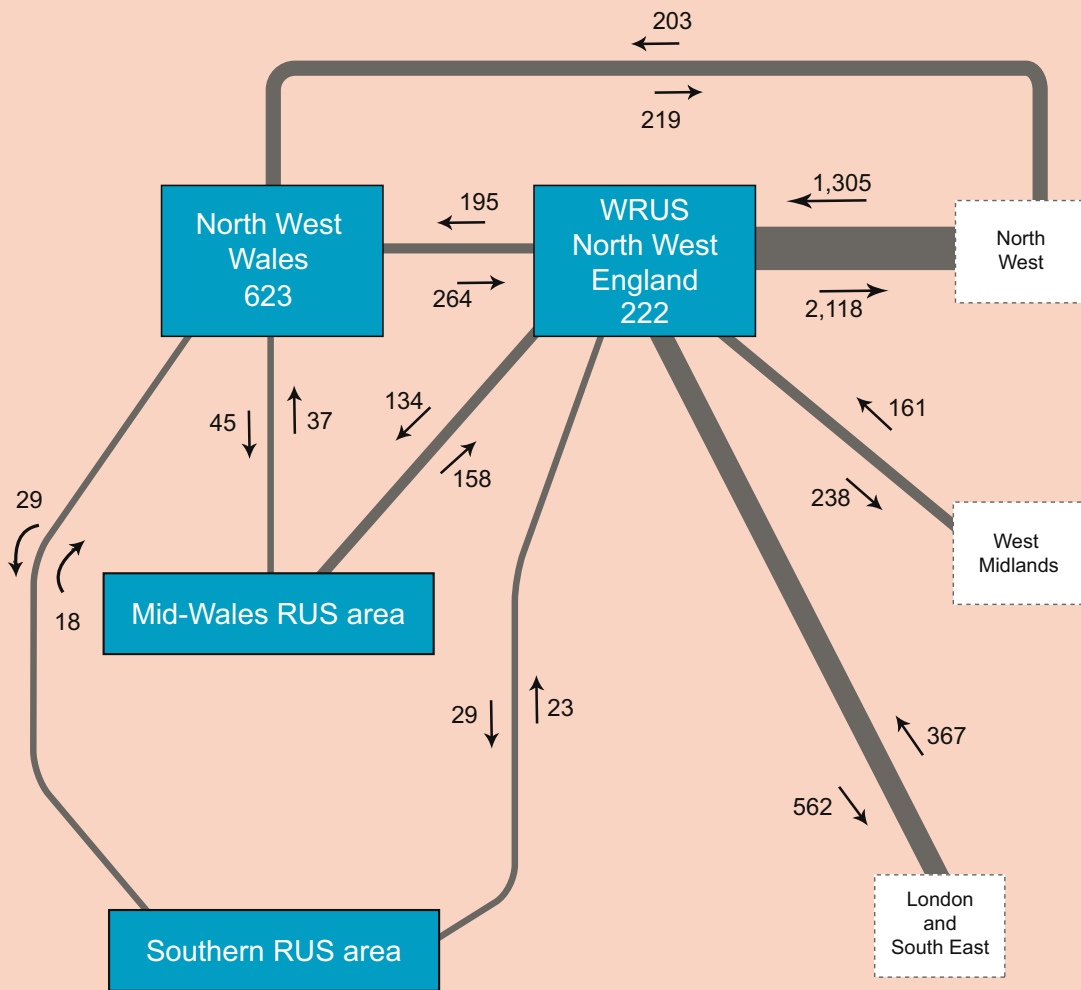 203
219
North West
Wales
623
195
264
WRUS
North West
England
222
1,305
2,118
North
West
45
37
134
158
161
238
29
18
West
Midlands
Mid-Wales RUS area
29
23
367
562
London
and
South East
Southern RUS area